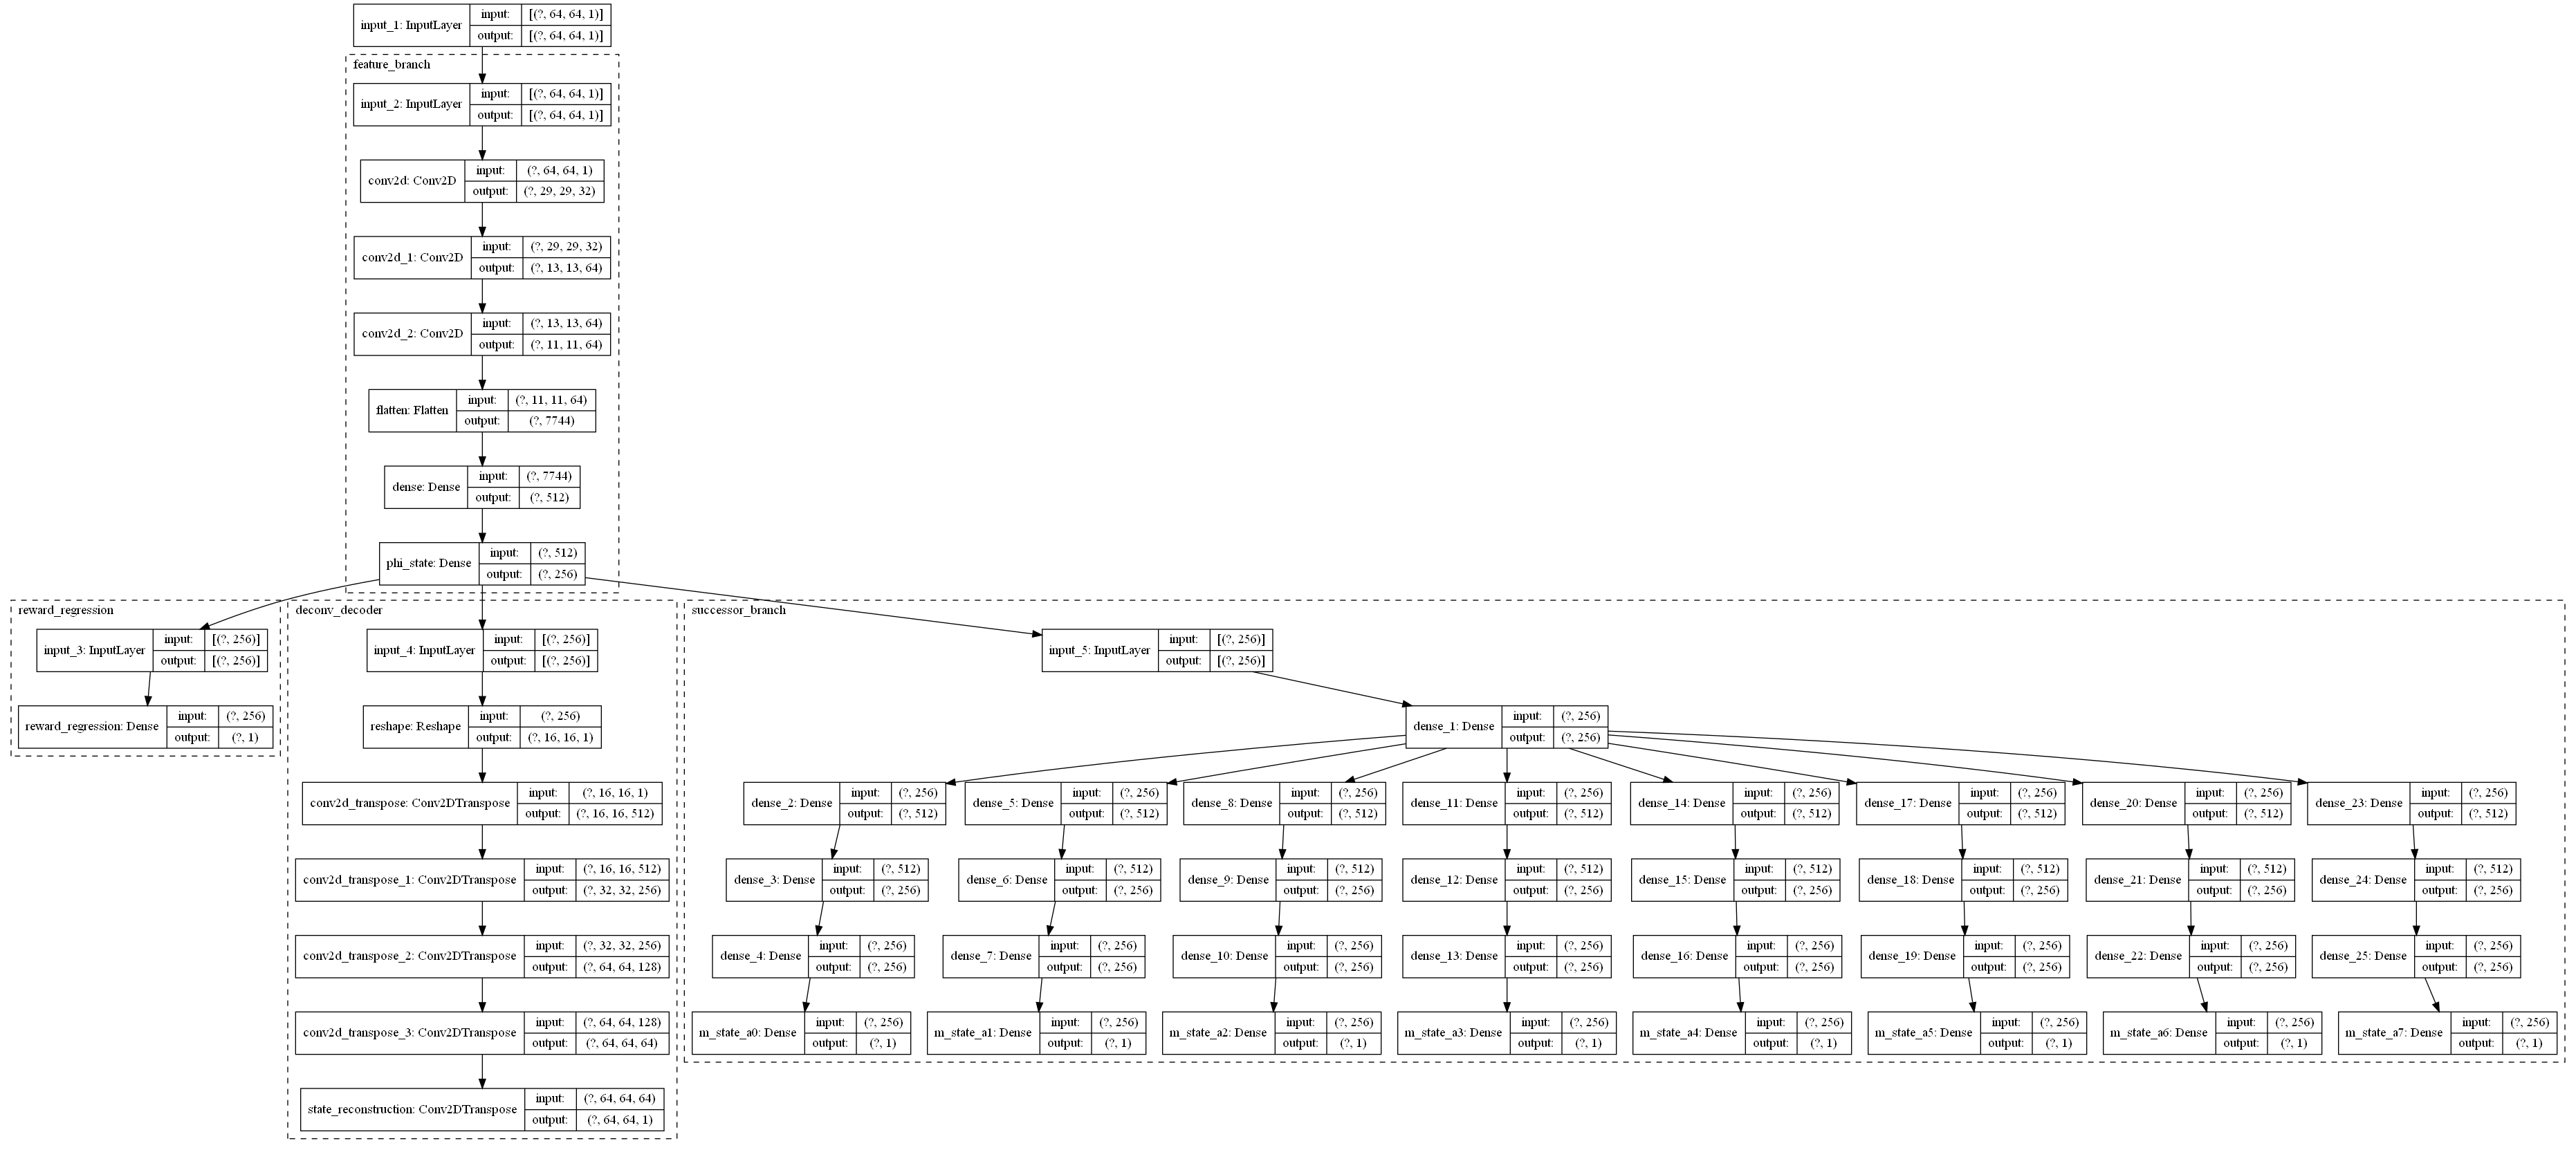 input_1: InputLayer
input: [(?, 64, 64, 1)]
output: [(?, 64, 64, 1)]
feature_branch
input_2: InputLayer
input: [(?, 64, 64, 1)]
output: [(?, 64, 64, 1)]
conv2d: Conv2D
input: (?, 64, 64, 1)
output: (?, 29, 29, 32)
conv2d_1: Conv2D
input: (?, 29, 29, 32)
output: (?, 13, 13, 64)
conv2d_2: Conv2D
input: (?, 13, 13, 64)
output: (?, 11, 11, 64)
flatten: Flatten
input: (?, 11, 11, 64)
output: (?, 7744)
dense: Dense
input: (?, 7744)
output: (?, 512)
phi_state: Dense
input: (?, 512)
output: (?, 256)
reward_regression
input_3: InputLayer
input: [(?, 256)]
output: [(?, 256)]
reward_regression: Dense
input: (?, 256)
output: (?, 1)
deconv_decoder
input_4: InputLayer
input: [(?, 256)]
output: [(?, 256)]
reshape: Reshape
input: (?, 256)
output: (?, 16, 16, 1)
conv2d_transpose: Conv2DTranspose
input: (?, 16, 16, 1)
output: (?, 16, 16, 512)
conv2d_transpose_1: Conv2DTranspose
input: (?, 16, 16, 512)
output: (?, 32, 32, 256)
conv2d_transpose_2: Conv2DTranspose
input: (?, 32, 32, 256)
output: (?, 64, 64, 128)
conv2d_transpose_3: Conv2DTranspose
input: (?, 64, 64, 128)
output: (?, 64, 64, 64)
state_reconstruction: Conv2DTranspose
input: (?, 64, 64, 64)
output: (?, 64, 64, 1)
successor_branch
input_5: InputLayer
input: [(?, 256)]
output: [(?, 256)]
dense_1: Dense
input: (?, 256)
output: (?, 256)
dense_2: Dense
input: (?, 256)
output: (?, 512)
dense_5: Dense
input: (?, 256)
output: (?, 512)
dense_8: Dense
input: (?, 256)
output: (?, 512)
dense_11: Dense
input: (?, 256)
output: (?, 512)
dense_14: Dense
input: (?, 256)
output: (?, 512)
dense_17: Dense
input: (?, 256)
output: (?, 512)
dense_20: Dense
input: (?, 256)
output: (?, 512)
dense_23: Dense
input: (?, 256)
output: (?, 512)
dense_3: Dense
input: (?, 512)
output: (?, 256)
dense_6: Dense
input: (?, 512)
output: (?, 256)
dense_9: Dense
input: (?, 512)
output: (?, 256)
dense_12: Dense
input: (?, 512)
output: (?, 256)
dense_15: Dense
input: (?, 512)
output: (?, 256)
dense_18: Dense
input: (?, 512)
output: (?, 256)
dense_21: Dense
input: (?, 512)
output: (?, 256)
dense_24: Dense
input: (?, 512)
output: (?, 256)
dense_4: Dense
input: (?, 256)
output: (?, 256)
dense_7: Dense
input: (?, 256)
output: (?, 256)
dense_10: Dense
input: (?, 256)
output: (?, 256)
dense_13: Dense
input: (?, 256)
output: (?, 256)
dense_16: Dense
input: (?, 256)
output: (?, 256)
dense_19: Dense
input: (?, 256)
output: (?, 256)
dense_22: Dense
input: (?, 256)
output: (?, 256)
dense_25: Dense
input: (?, 256)
output: (?, 256)
m_state_a0: Dense
input: (?, 256)
output: (?, 1)
m_state_a1: Dense
input: (?, 256)
output: (?, 1)
m_state_a2: Dense
input: (?, 256)
output: (?, 1)
m_state_a3: Dense
input: (?, 256)
output: (?, 1)
m_state_a4: Dense
input: (?, 256)
output: (?, 1)
m_state_a5: Dense
input: (?, 256)
output: (?, 1)
m_state_a6: Dense
input: (?, 256)
output: (?, 1)
m_state_a7: Dense
input: (?, 256)
output: (?, 1)